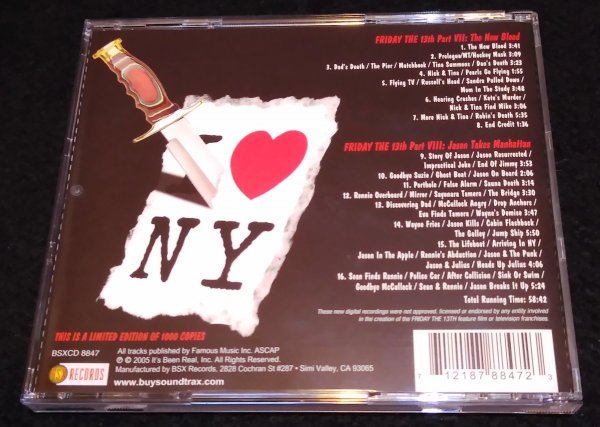 FRIDAY THE 13th Part VII: The New Blood
1. The New Blood 3:41
2. Prologue/MT/Hockey Mask 3:09
3. Dad's Death / The Pier / Matchbook / Tina Summons / Doc's Death 3:23
4. Nick & Tina / Pearls Go Flying 1:55
5. Flying TV / Russell's Head / Sandra Pulled Down /
Mom In The Study 3:48
6. Hearing Crashes / Kate's Murder /
Nick & Tina Find Mike 3:06
7. More Nick & Tina / Robin's Death 5:35
8. End Credit 1:36
FRIDAY THE 13th Part VIII: Jason Takes Manhattan
9. Story Of Jason / Jason Resurrected /
Impractical Joke / End Of Jimmy 3:53
10. Goodbye Suzie / Ghost Boat / Jason On Board 2:06
11. Porthole / False Alarm / Sauna Death 3:14
12. Rennie Overboard / Mirror / Sayonara Tamara / The Bridge 3:30
13. Discovering Dad / McCullock Angry / Drop Anchors /
Eva Finds Tamara / Wayne's Demise 3:47
14. Wayne Fries / Jason Kills / Cabin Flashback /
The Galley / Jump Ship 5:50
15. The Lifeboat / Arriving In NY /
Jason In The Apple / Rennie's Abduction / Jason & The Punk /
Jason & Julius / Heads Up Julius 4:06
16. Sean Finds Rennie / Police Car / After Collision / Sink Or Swim /
Goodbye McCullock / Sean & Rennie / Jason Breaks It Up 5:24
Total Running Time: 58:42
These new digital recordings were not approved, licensed or endorsed by any entity involved
in the creation of the FRIDAY THE 13TH feature film or television franchises.
I
NY
THIS IS A LIMITED EDITION OF 1000 COPIES
BSXCD 8847
RECORDS
All tracks published by Famous Music Inc. ASCAP
℗ © 2005 It's Been Real, Inc. All Rights Reserved.
Manufactured by BSX Records, 2828 Cochran St #287 • Simi Valley, CA 93065
www.buysoundtrax.com
7 12187 88472 3